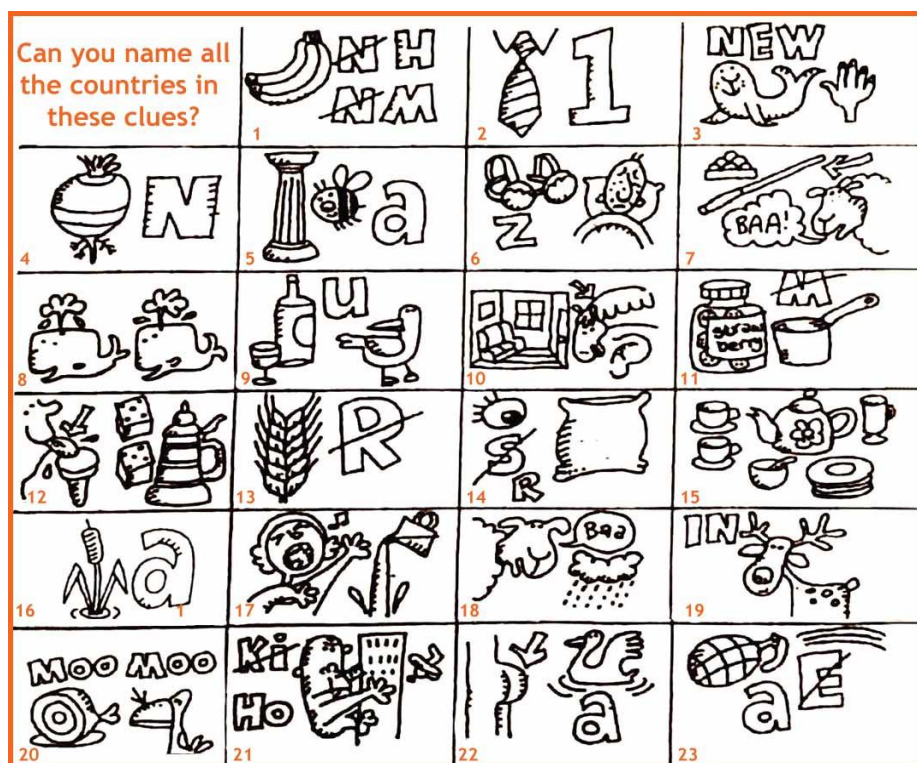 Can you name all
the countries in
these clues?
N H
N M
1
1
2
NEW
3
N
4
a
5
Z
6
BAA!
7
8
u
9
10
M
straw
berry
11
12
R
13
S
R
14
15
a
16
17
Baa
18
IN
19
MOO MOO
20
Ki
Ho
21
a
22
E
a
23